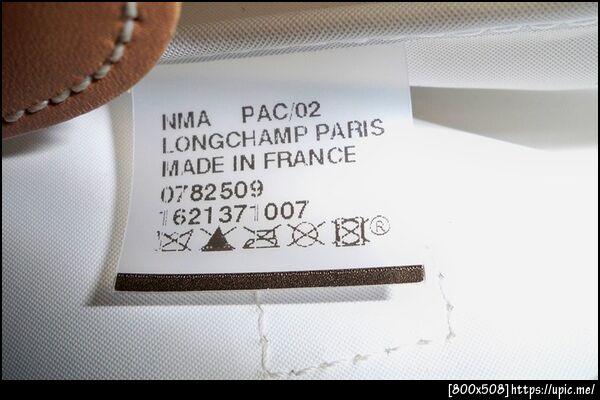 NMA PAC/02
LONGCHAMP PARIS
MADE IN FRANCE
0782509
1621371007
®
[800x508] https://upic.me/